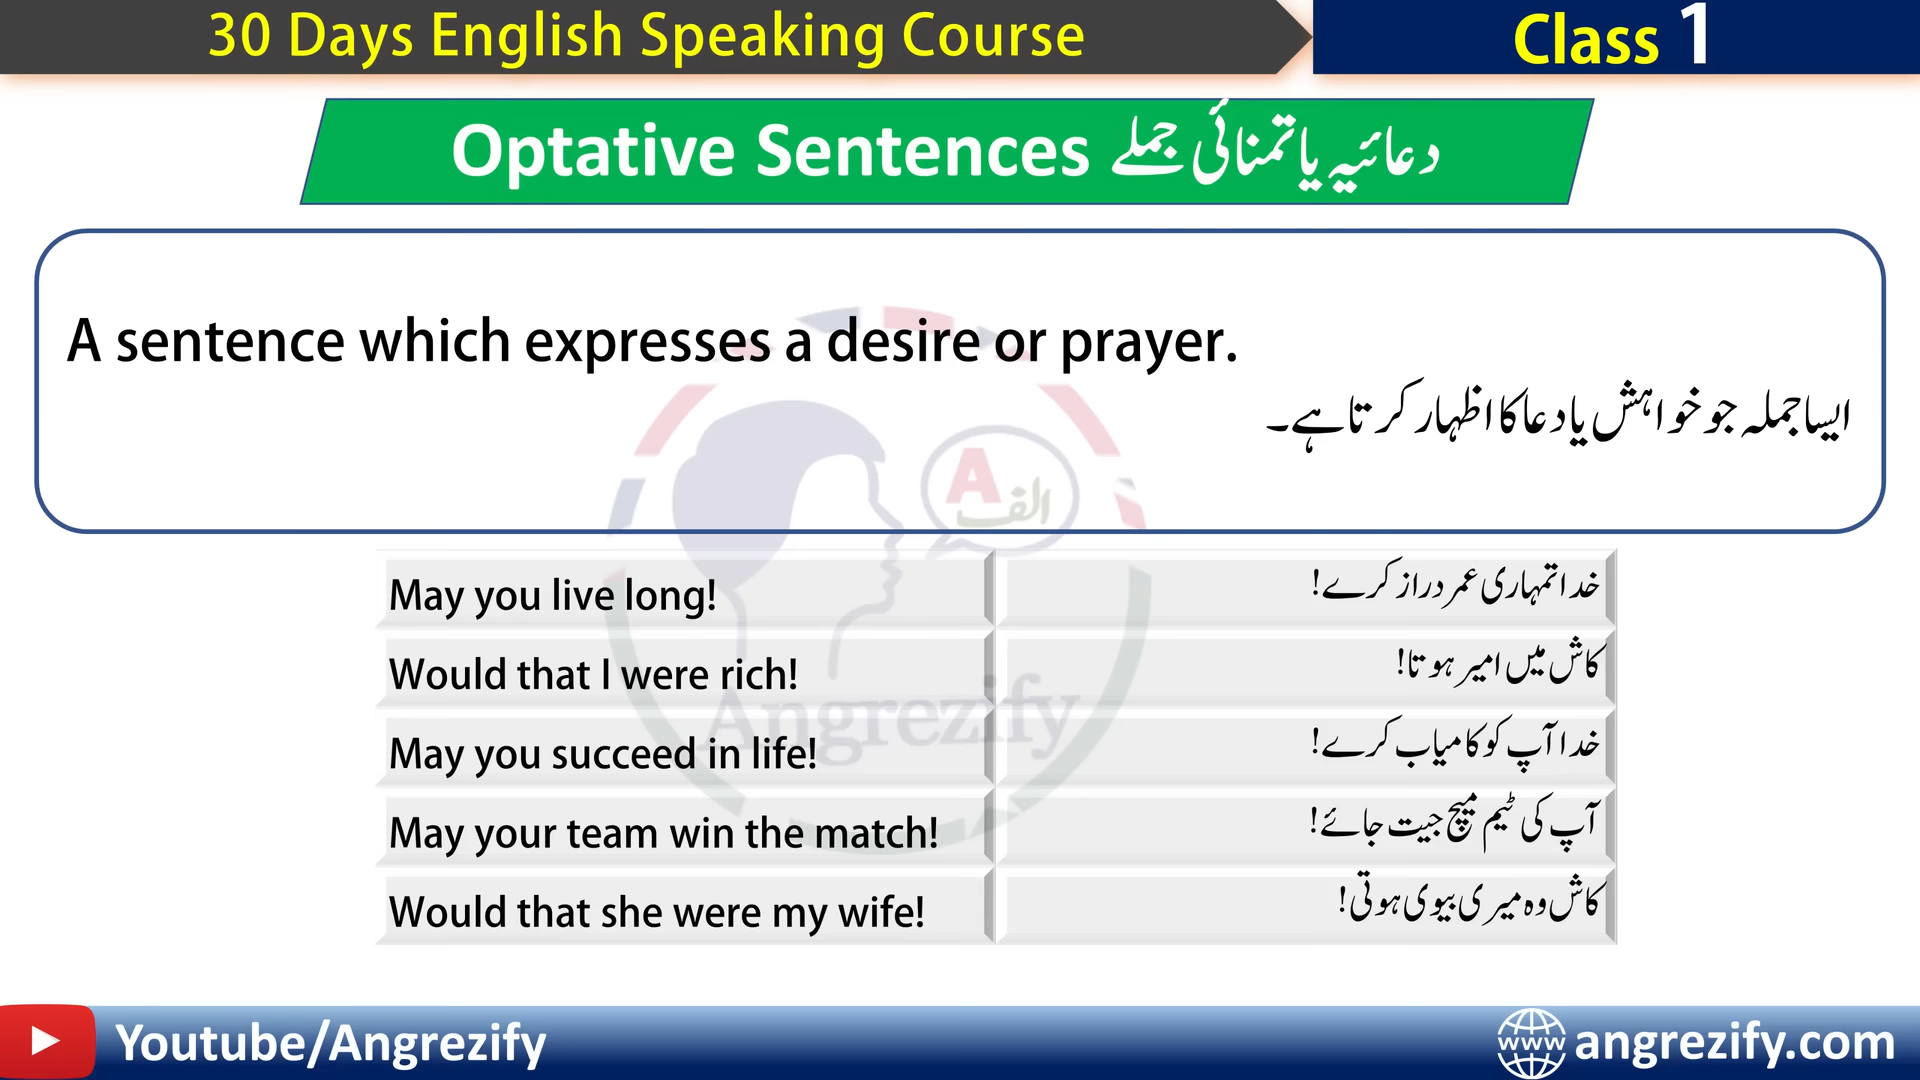 30 Days English Speaking Course
Class 1
Optative Sentences دعائیہ یا تمنائی جملے
A sentence which expresses a desire or prayer.
ایسا جملہ جو خواہش یا دعا کا اظہار کرتا ہے۔
A الف
May you live long!
خدا تمہاری عمر دراز کرے!
Would that I were rich!
کاش میں امیر ہوتا!
Angrezify
May you succeed in life!
خدا آپ کو کامیاب کرے!
May your team win the match!
آپ کی ٹیم میچ جیت جائے!
Would that she were my wife!
کاش وہ میری بیوی ہوتی!
Youtube/Angrezify
www angrezify.com